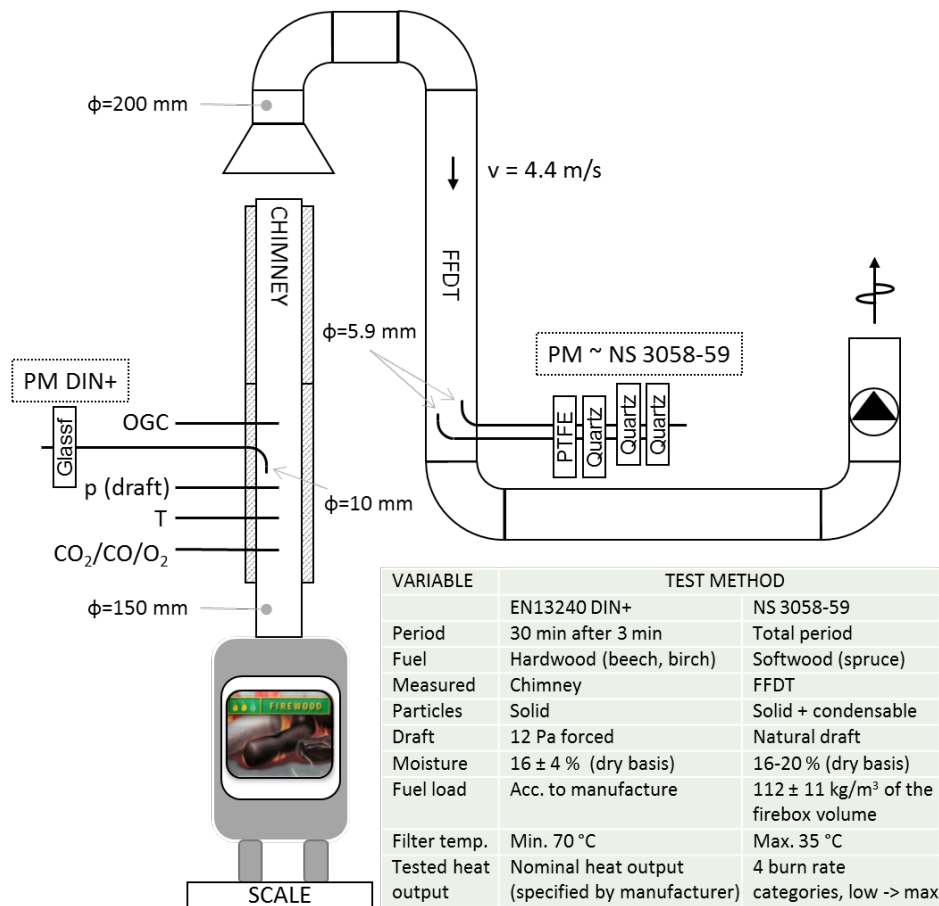 ϕ=200 mm
v = 4.4 m/s
CHIMNEY
FFDT
ϕ=5.9 mm
PM ~ NS 3058-59
PM DIN+
OGC
Glassf
PTFE
Quartz
Quartz
Quartz
p (draft)
ϕ=10 mm
T
CO₂/CO/O₂
ϕ=150 mm
FIREWOOD
SCALE
VARIABLE TEST METHOD
EN13240 DIN+ NS 3058-59
Period 30 min after 3 min Total period
Fuel Hardwood (beech, birch) Softwood (spruce)
Measured Chimney FFDT
Particles Solid Solid + condensable
Draft 12 Pa forced Natural draft
Moisture 16 ± 4 % (dry basis) 16-20 % (dry basis)
Fuel load Acc. to manufacture 112 ± 11 kg/m³ of the
firebox volume
Filter temp. Min. 70 °C Max. 35 °C
Tested heat Nominal heat output 4 burn rate
output (specified by manufacturer) categories, low -> max